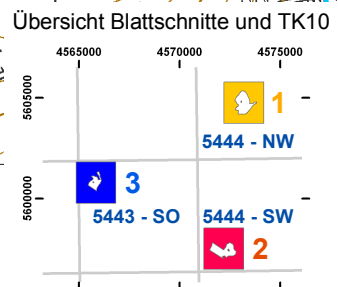 Übersicht Blattschnitte und TK10
4565000 4570000 4575000
5605000
1
5444 - NW
5600000
3
5443 - SO 5444 - SW
2